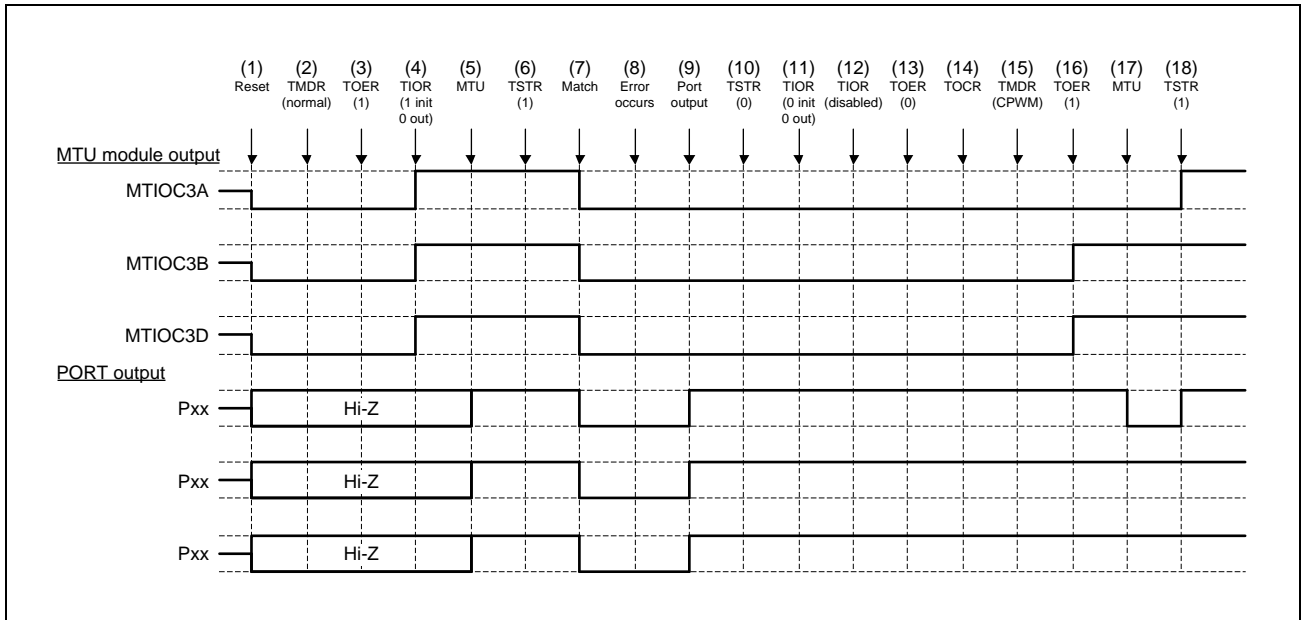 (1) (2) (3) (4) (5) (6) (7) (8) (9) (10) (11) (12) (13) (14) (15) (16) (17) (18)
Reset TMDR TOER TIOR MTU TSTR Match Error Port TSTR TIOR TIOR TOER TOCR TMDR TOER MTU TSTR
(normal) (1) (1 init (1) occurs output (0) (0 init (disabled) (0) (CPWM) (1) (1)
0 out) 0 out)
MTU module output
MTIOC3A
MTIOC3B
MTIOC3D
PORT output
Pxx Hi-Z
Pxx Hi-Z
Pxx Hi-Z